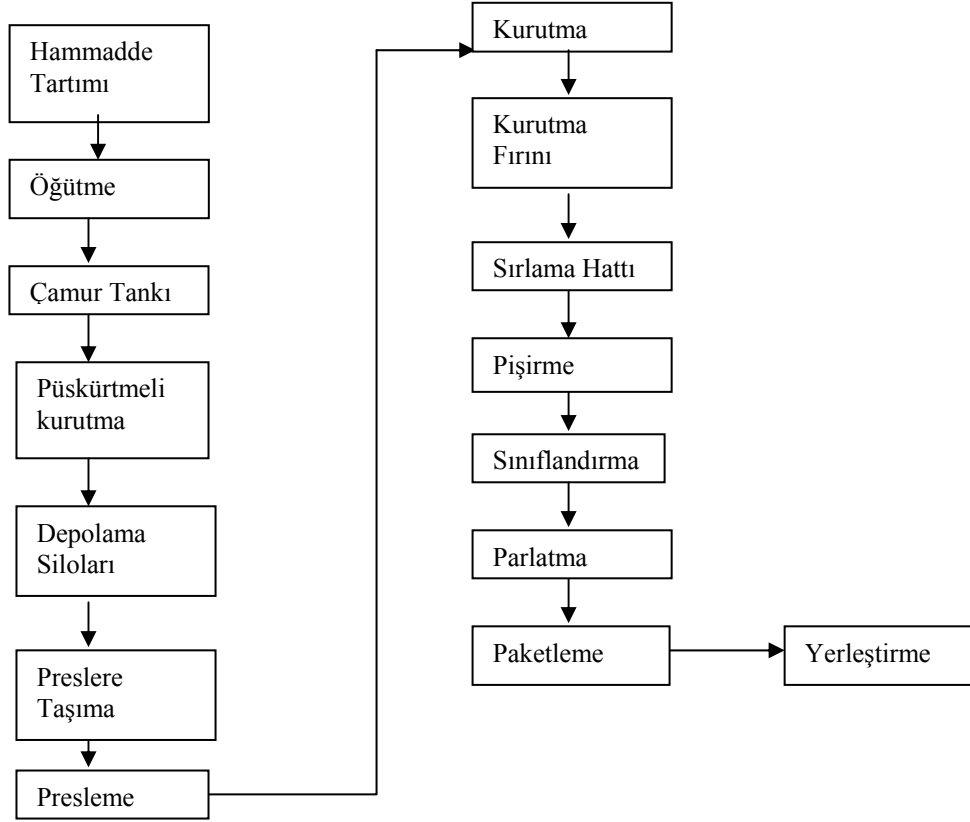 Hammadde
Tartımı
Öğütme
Çamur Tankı
Püskürtmeli
kurutma
Depolama
Siloları
Preslere
Taşıma
Presleme
Kurutma
Kurutma
Fırını
Sırlama Hattı
Pişirme
Sınıflandırma
Parlatma
Paketleme
Yerleştirme